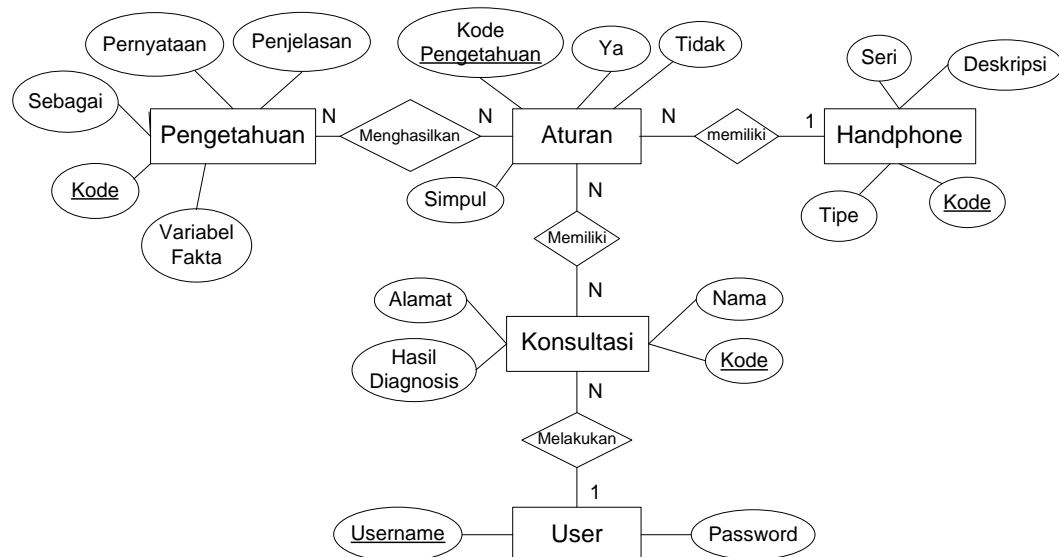 Pernyataan
Penjelasan
Kode
Pengetahuan
Ya
Tidak
Seri
Deskripsi
Sebagai
Pengetahuan
N
Menghasilkan
N
Aturan
N
memiliki
1
Handphone
Kode
Variabel
Fakta
Simpul
N
Tipe
Kode
Memiliki
N
Alamat
Nama
Konsultasi
Hasil
Diagnosis
Kode
N
Melakukan
1
Username
User
Password